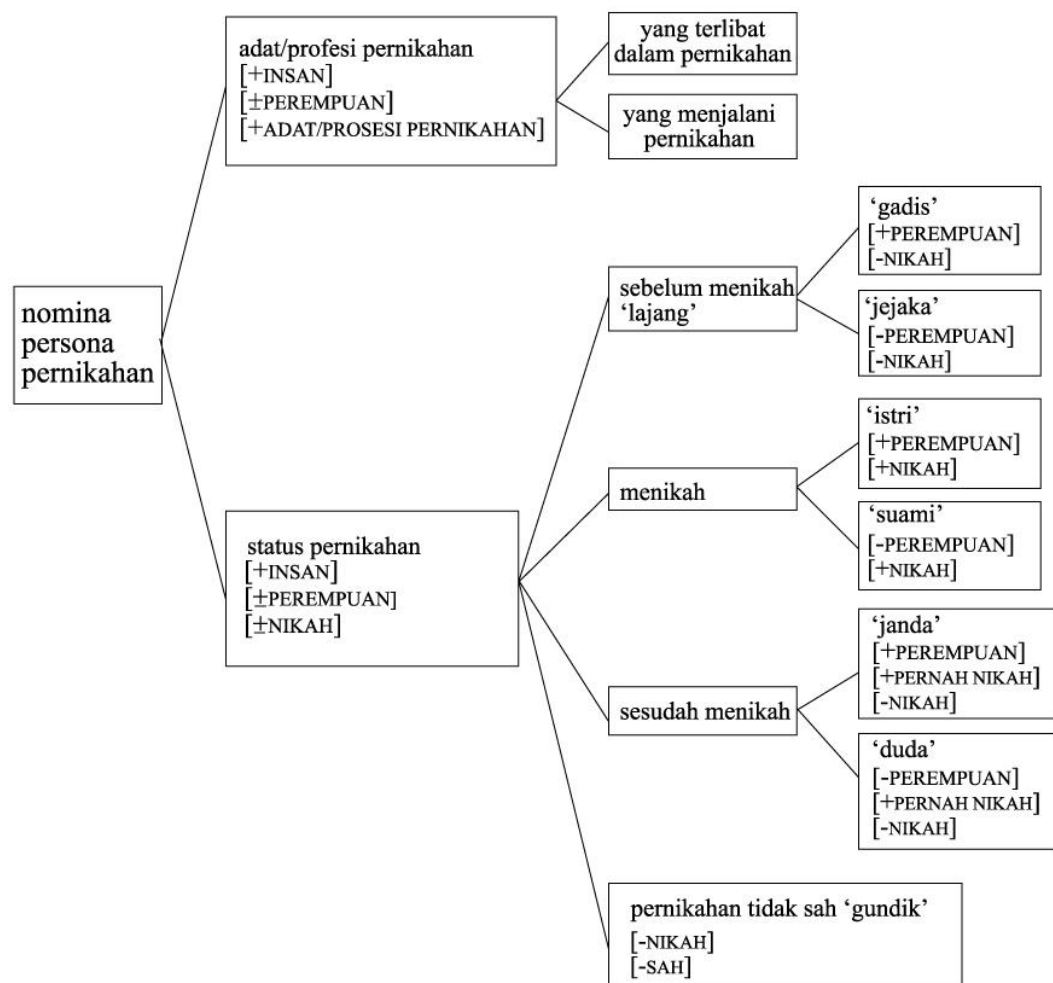 nomina
persona
pernikahan
adat/profesi pernikahan
[+INSAN]
[±PEREMPUAN]
[+ADAT/PROSESI PERNIKAHAN]
yang terlibat
dalam pernikahan
yang menjalani
pernikahan
status pernikahan
[+INSAN]
[±PEREMPUAN]
[±NIKAH]
sebelum menikah
‘lajang’
‘gadis’
[+PEREMPUAN]
[-NIKAH]
‘jejaka’
[-PEREMPUAN]
[-NIKAH]
menikah
‘istri’
[+PEREMPUAN]
[+NIKAH]
‘suami’
[-PEREMPUAN]
[+NIKAH]
sesudah menikah
‘janda’
[+PEREMPUAN]
[+PERNAH NIKAH]
[-NIKAH]
‘duda’
[-PEREMPUAN]
[+PERNAH NIKAH]
[-NIKAH]
pernikahan tidak sah ‘gundik’
[-NIKAH]
[-SAH]